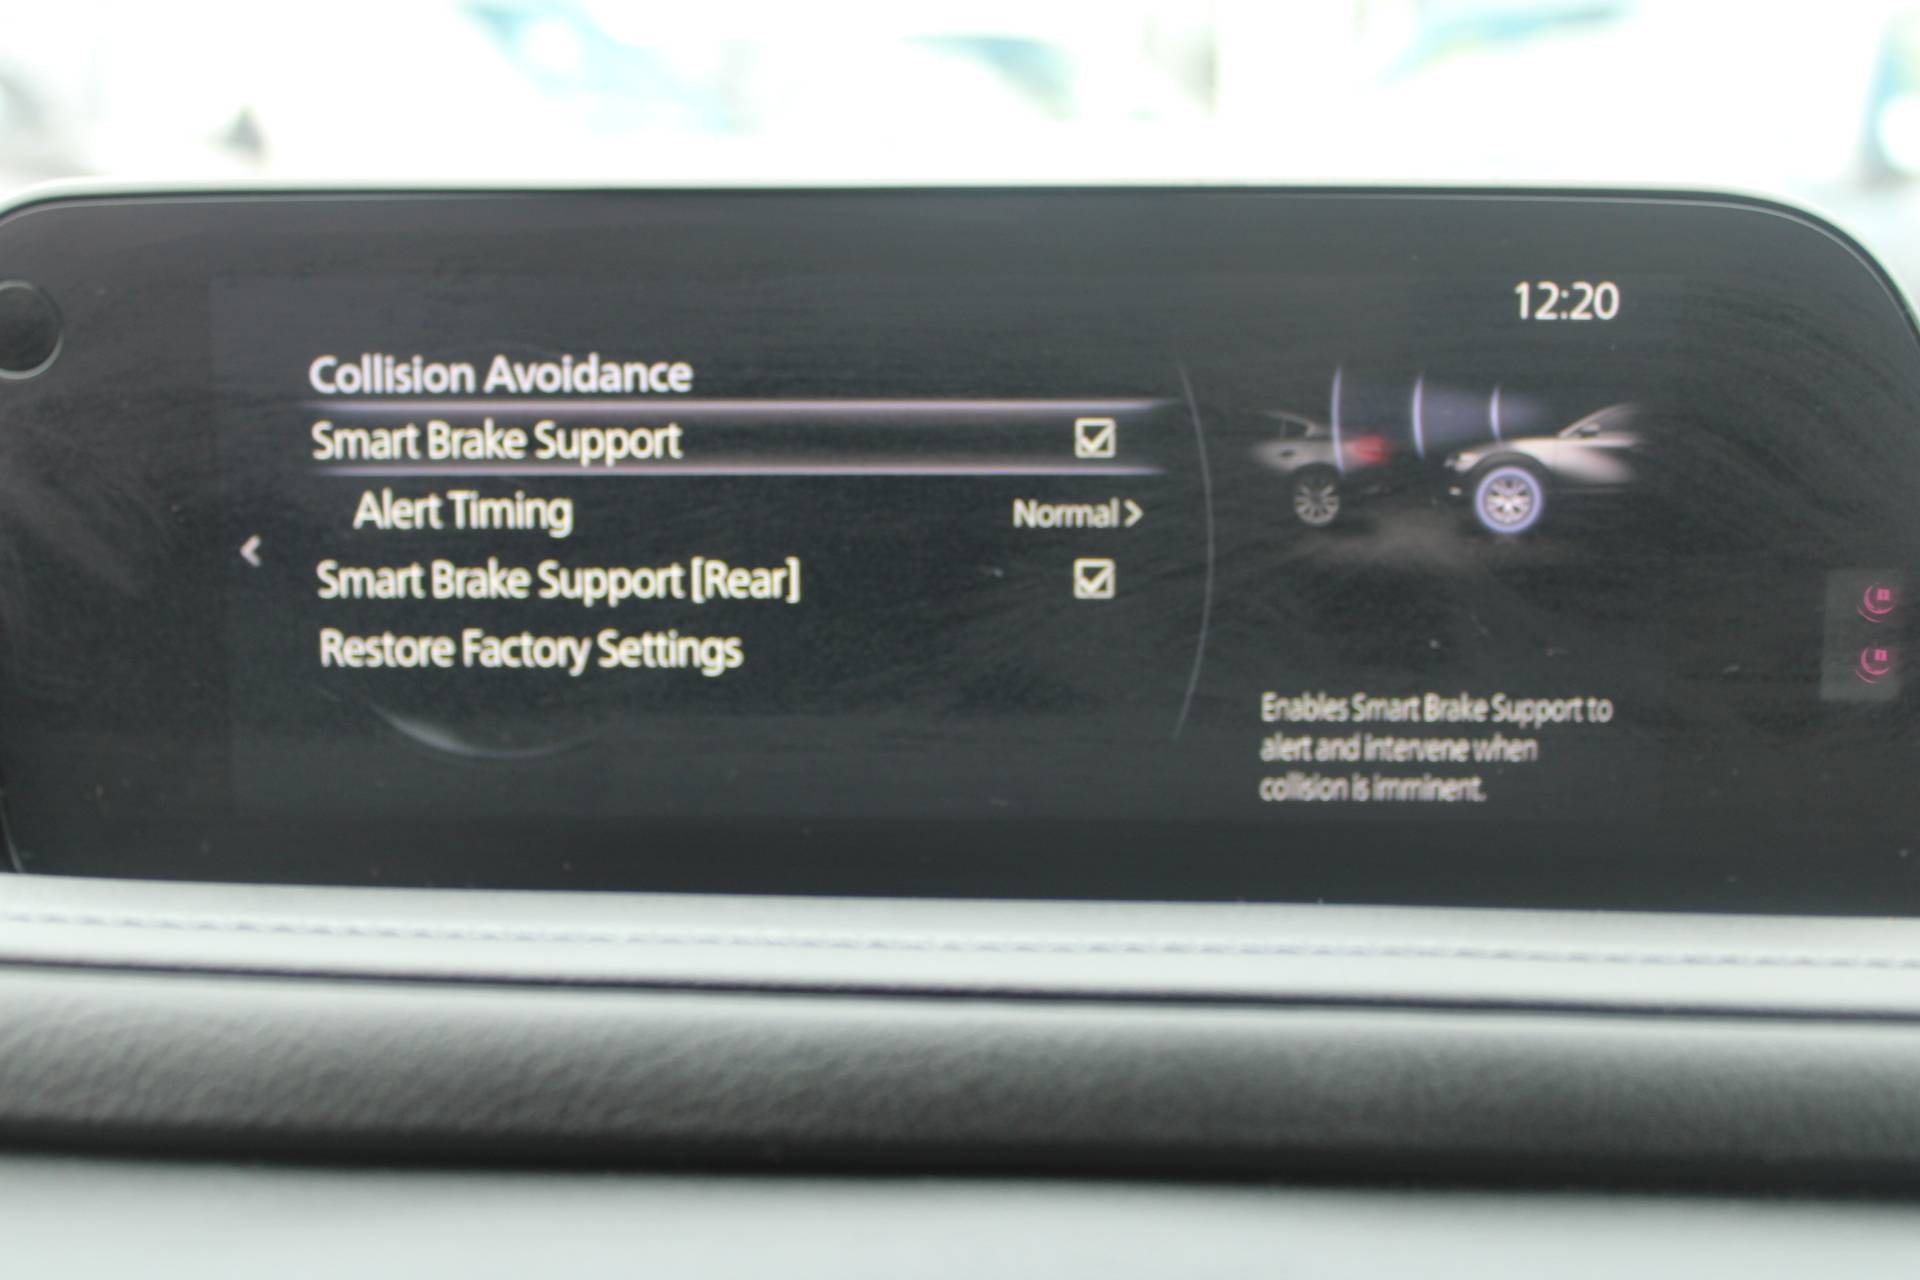 12:20
Collision Avoidance
Smart Brake Support
Alert Timing Normal >
Smart Brake Support [Rear]
Restore Factory Settings
Enables Smart Brake Support to
alert and intervene when
collision is imminent.